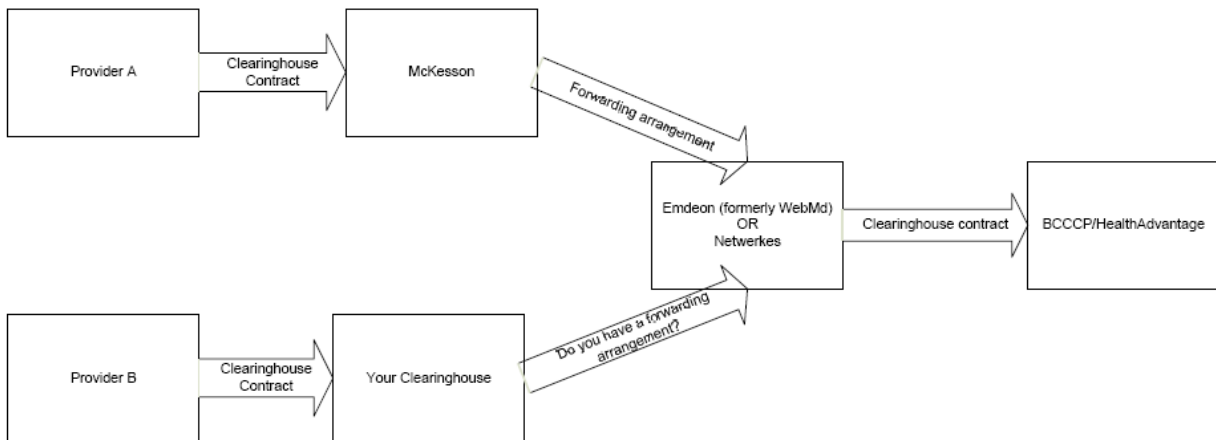 Provider A
Clearinghouse
Contract
McKesson
Forwarding arrangement
Emdeon (formerly WebMd)
OR
Netwerkes
Clearinghouse contract
BCCCP/HealthAdvantage
Do you have a forwarding
arrangement?
Provider B
Clearinghouse
Contract
Your Clearinghouse